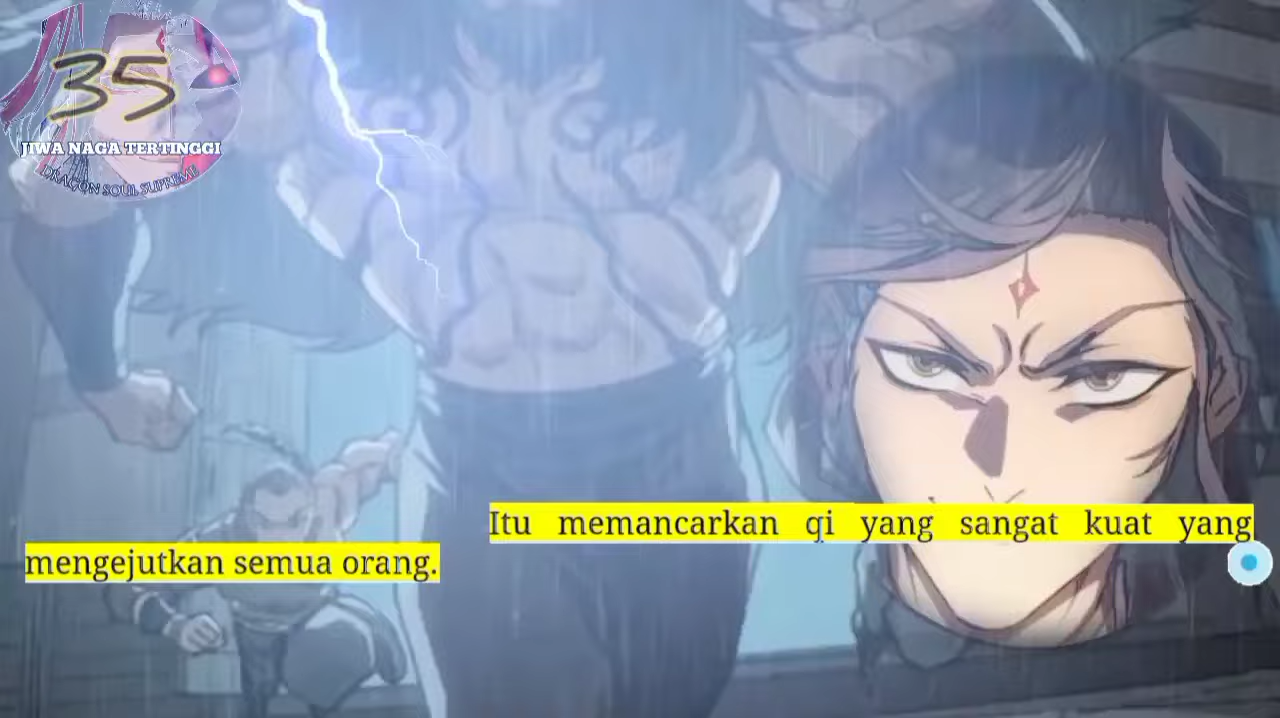 35
JIWA NAGA TERTINGGI
DRAGON SOUL SUPREME
Itu memancarkan qi yang sangat kuat yang
mengejutkan semua orang.